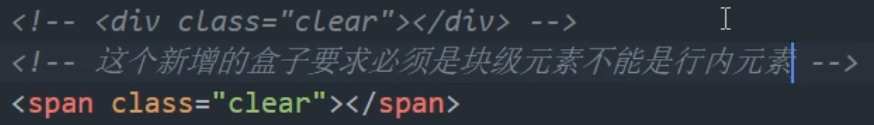 <!-- <div class="clear"></div> -->
<!-- 这个新增的盒子要求必须是块级元素不能是行内元素 -->
<span class="clear"></span>